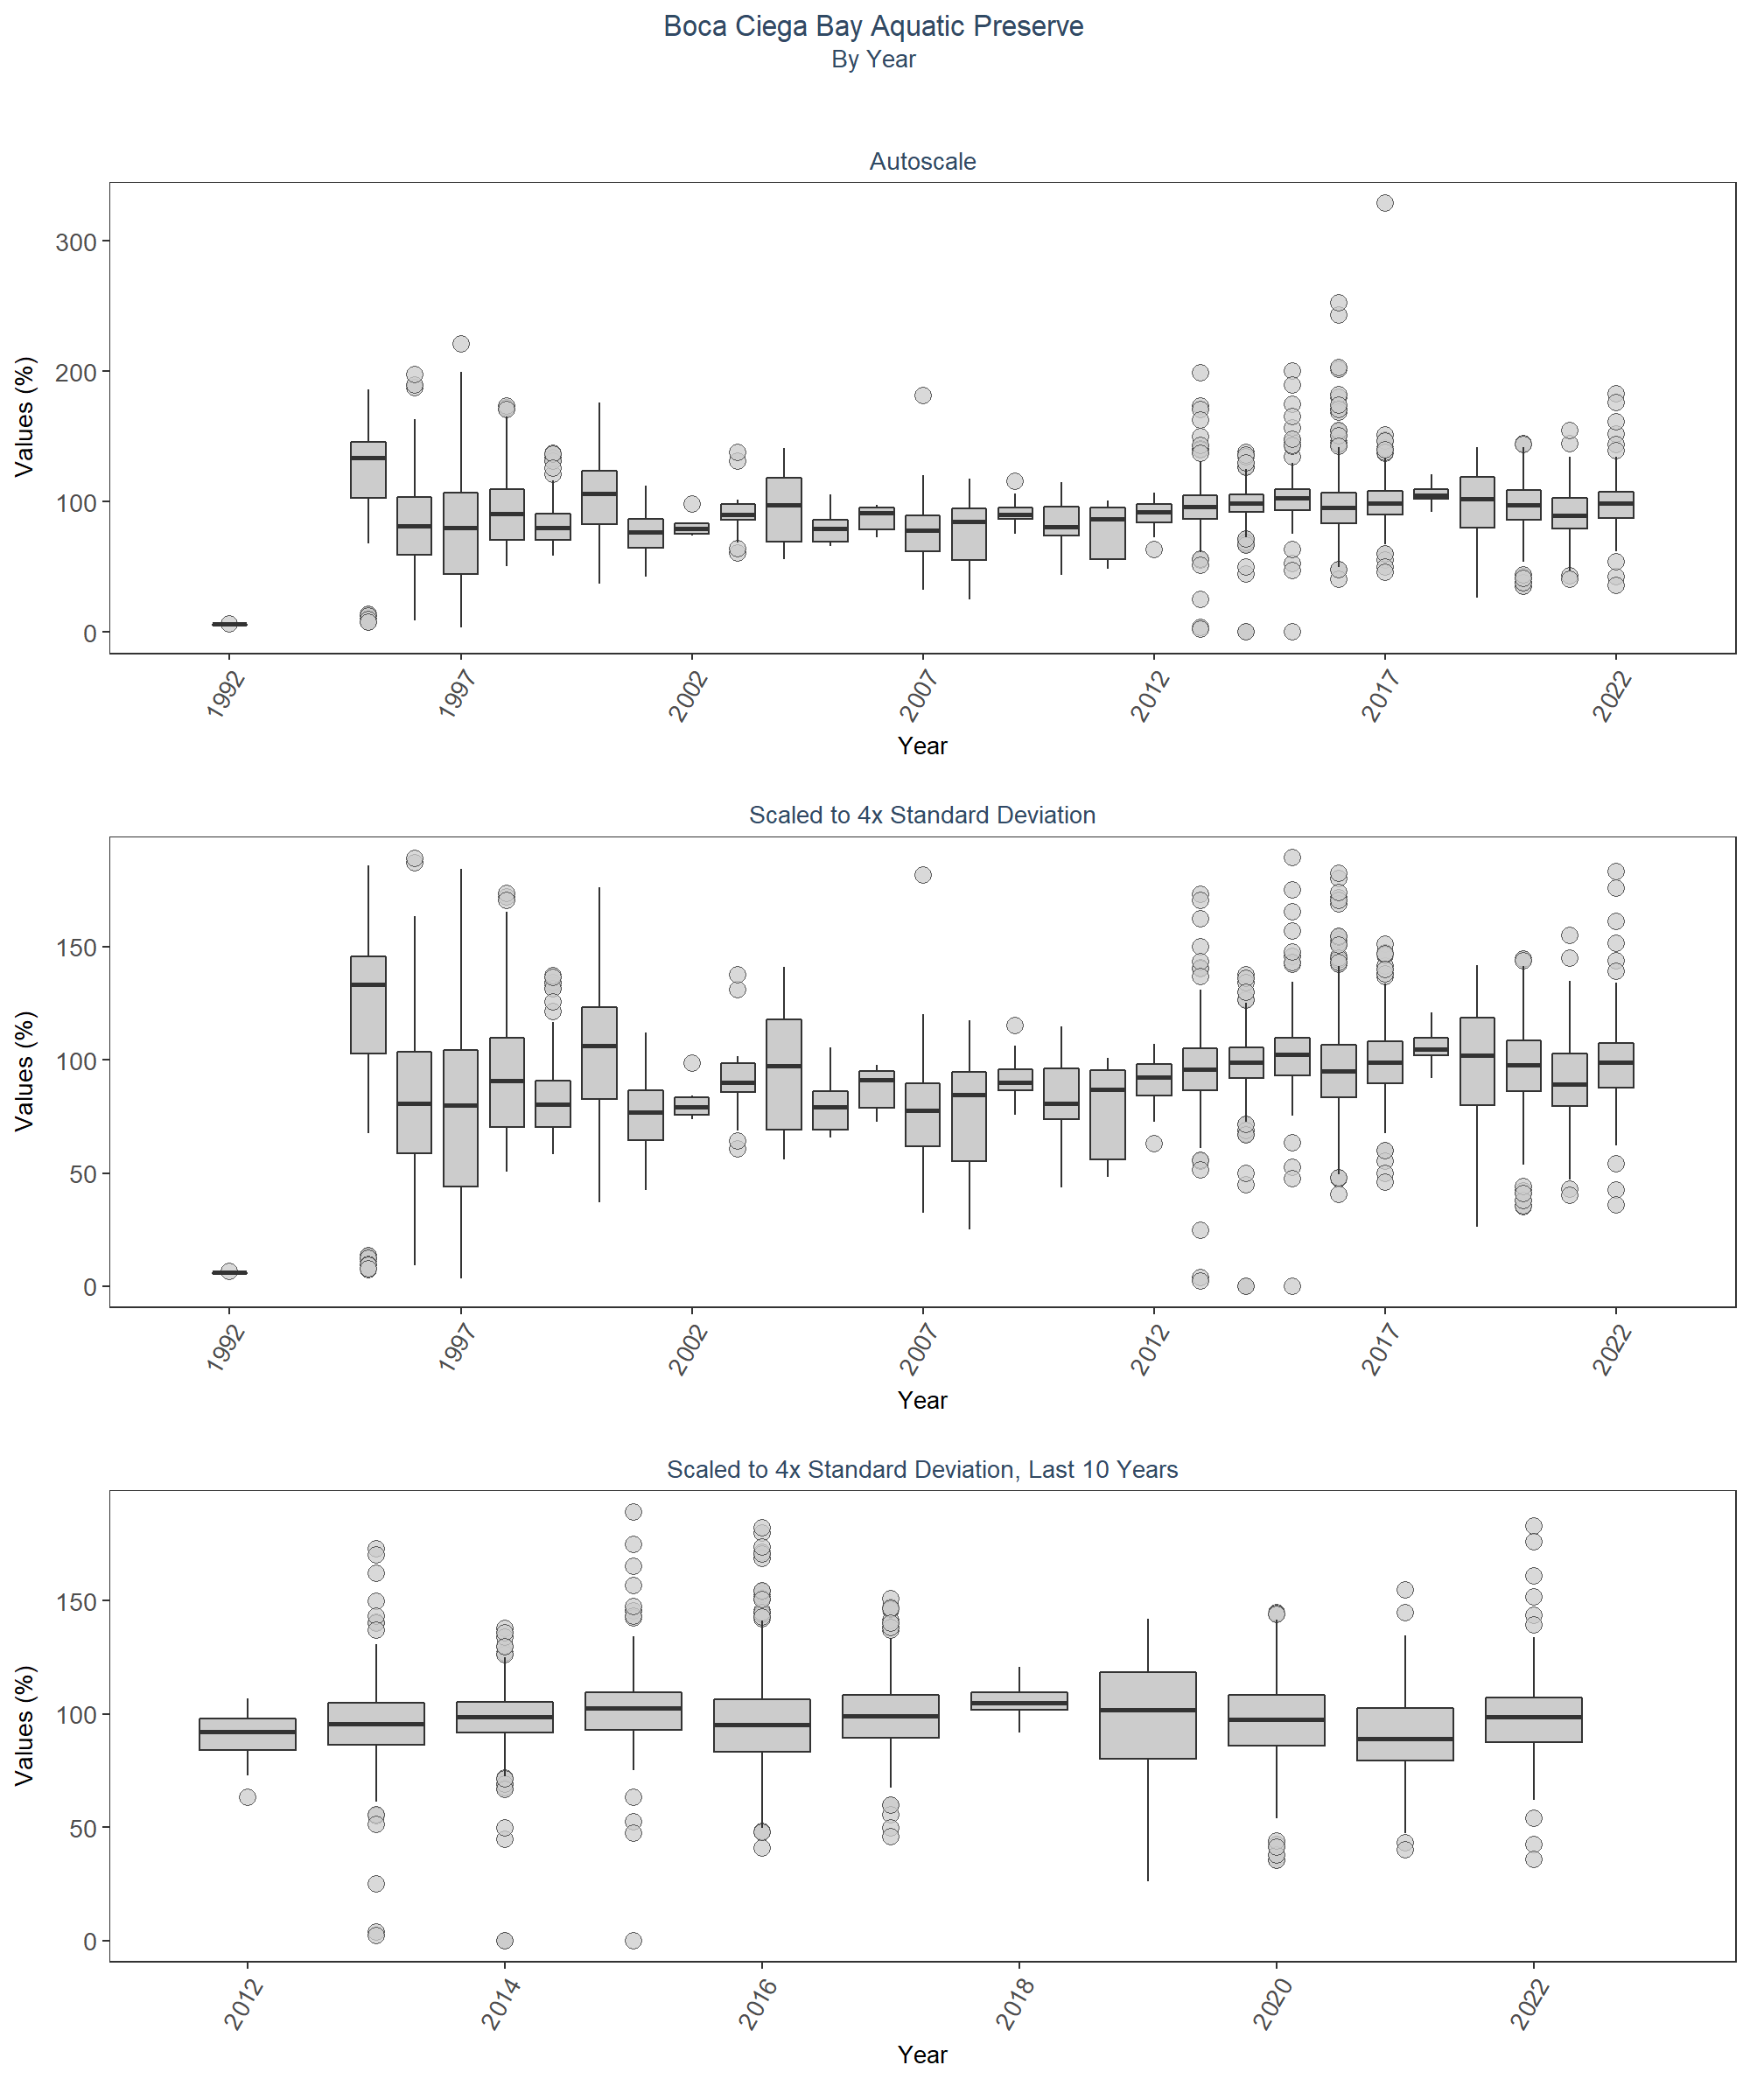 Boca Ciega Bay Aquatic Preserve
By Year
Autoscale
Values (%)
300
200
100
0
1992
1997
2002
2007
2012
2017
2022
Year
Scaled to 4x Standard Deviation
Values (%)
150
100
50
0
1992
1997
2002
2007
2012
2017
2022
Year
Scaled to 4x Standard Deviation, Last 10 Years
Values (%)
150
100
50
0
2012
2014
2016
2018
2020
2022
Year